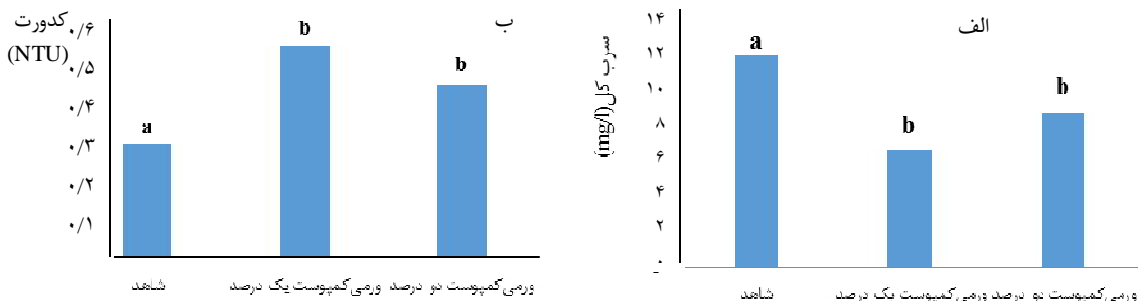 الف
سرب کل(mg/l)
۱۴
۱۲
۱۰
۸
۶
۴
۲
۰
a
b
b
شاهد
ورمی‌کمپوست یک درصد
ورمی‌کمپوست دو درصد
ب
کدورت
(NTU)
۰/۶
۰/۵
۰/۴
۰/۳
۰/۲
۰/۱
a
b
b
شاهد
ورمی‌کمپوست یک درصد
ورمی‌کمپوست دو درصد